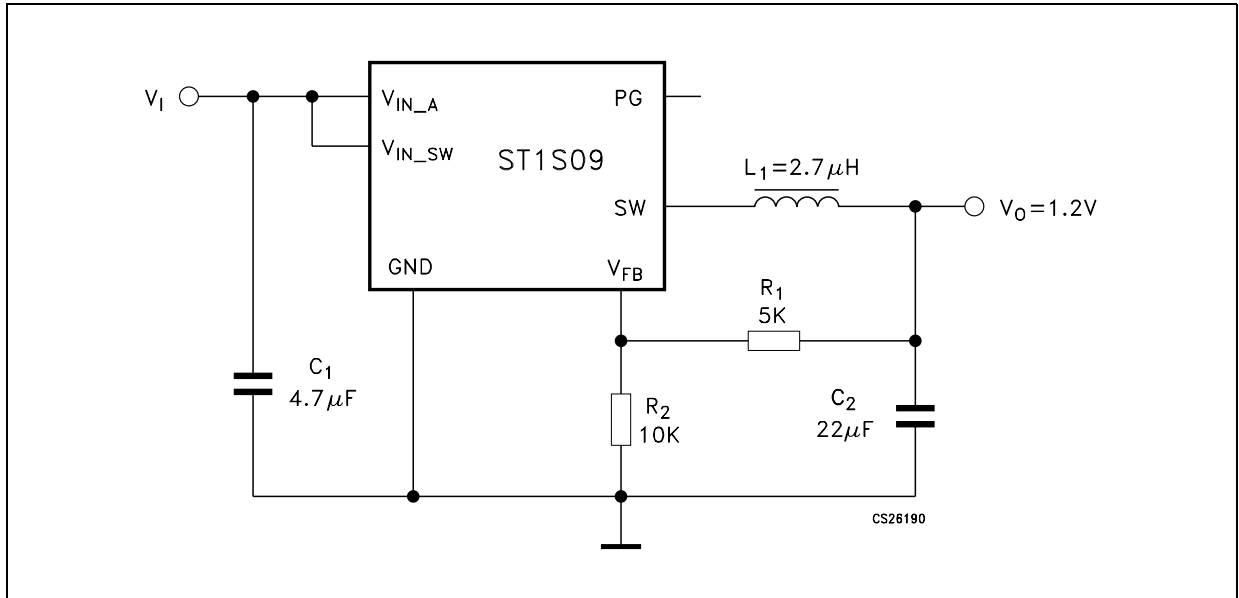 V_I
V_IN_A
V_IN_SW
ST1S09
PG
SW
GND
V_FB
L_1=2.7μH
V_O=1.2V
R_1
5K
C_1
4.7μF
R_2
10K
C_2
22μF
CS26190